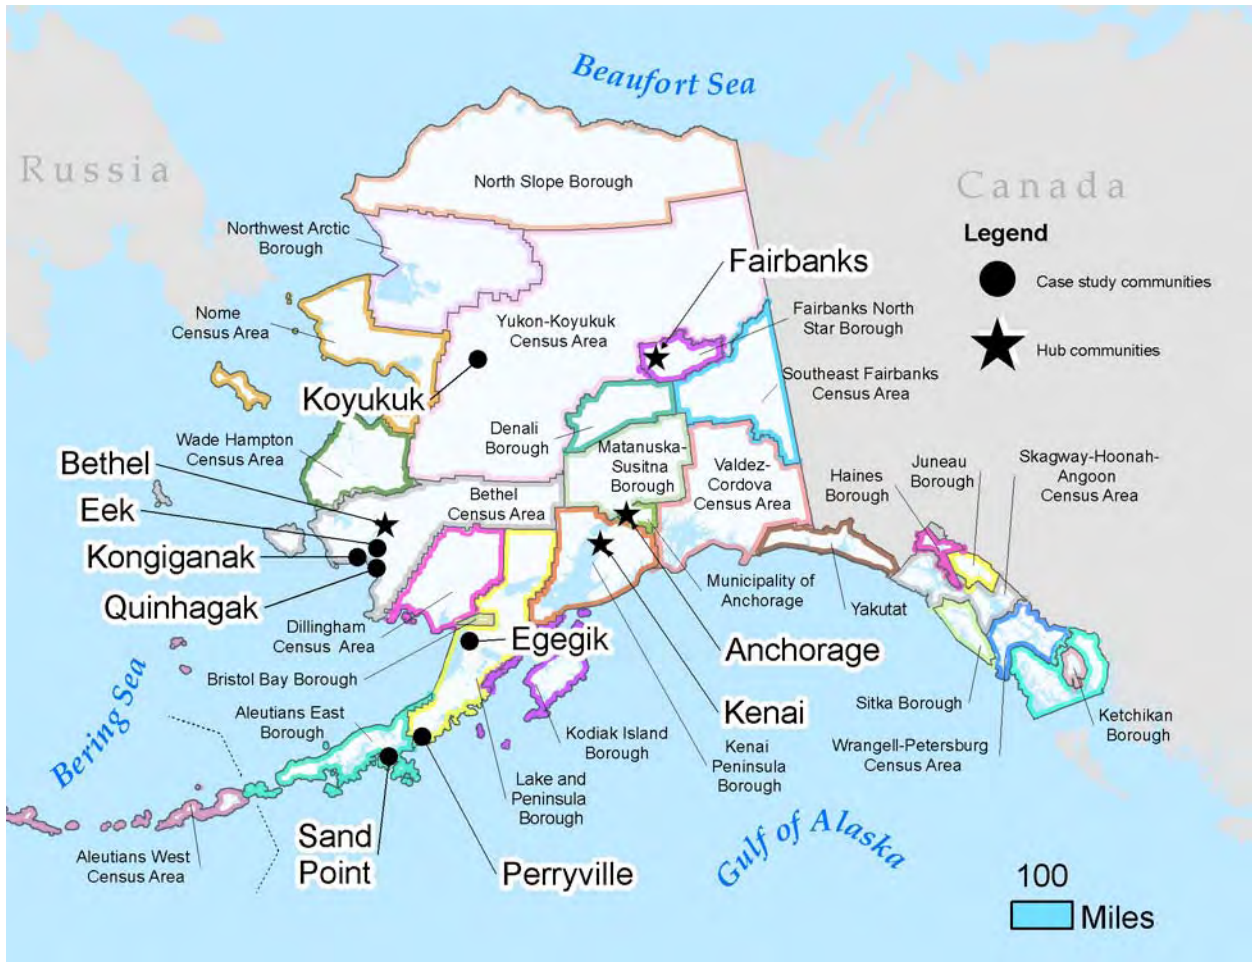 Beaufort Sea
Russia
Canada
North Slope Borough
Northwest Arctic
Borough
Legend
Fairbanks
Case study communities
Nome
Census Area
Yukon-Koyukuk
Census Area
Fairbanks North
Star Borough
Hub communities
Southeast Fairbanks
Census Area
Koyukuk
Denali
Borough
Wade Hampton
Census Area
Matanuska-
Susitna
Borough
Valdez-
Cordova
Census Area
Haines
Borough
Juneau
Borough
Skagway-Hoonah-
Angoon
Census Area
Bethel
Bethel
Census Area
Eek
Kongiganak
Quinhagak
Municipality of
Anchorage
Yakutat
Dillingham
Census Area
Egegik
Anchorage
Bristol Bay Borough
Sitka Borough
Kenai
Ketchikan
Borough
Aleutians East
Borough
Kodiak Island
Borough
Kenai
Peninsula
Borough
Wrangell-Petersburg
Census Area
Bering Sea
Lake and
Peninsula
Borough
Sand
Point
Gulf of Alaska
Aleutians West
Census Area
Perryville
100
Miles